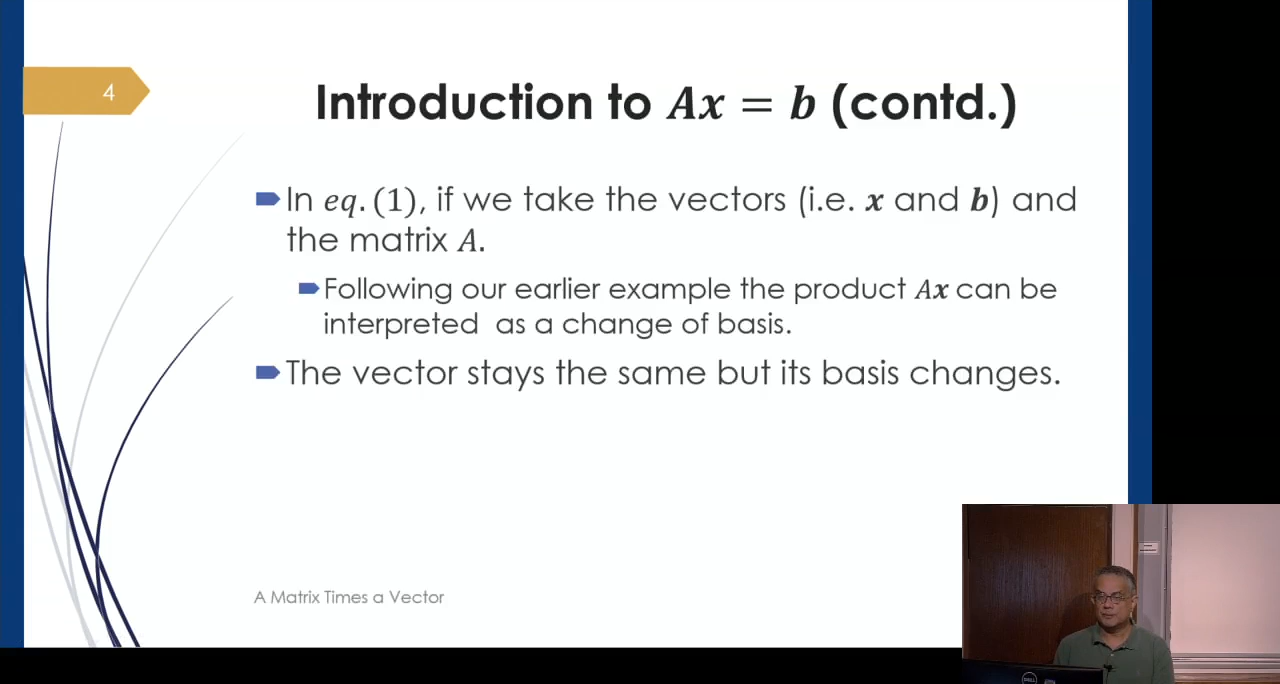 4
Introduction to Ax = b (contd.)
In eq. (1), if we take the vectors (i.e. x and b) and
the matrix A.
Following our earlier example the product Ax can be
interpreted as a change of basis.
The vector stays the same but its basis changes.
A Matrix Times a Vector
DELL